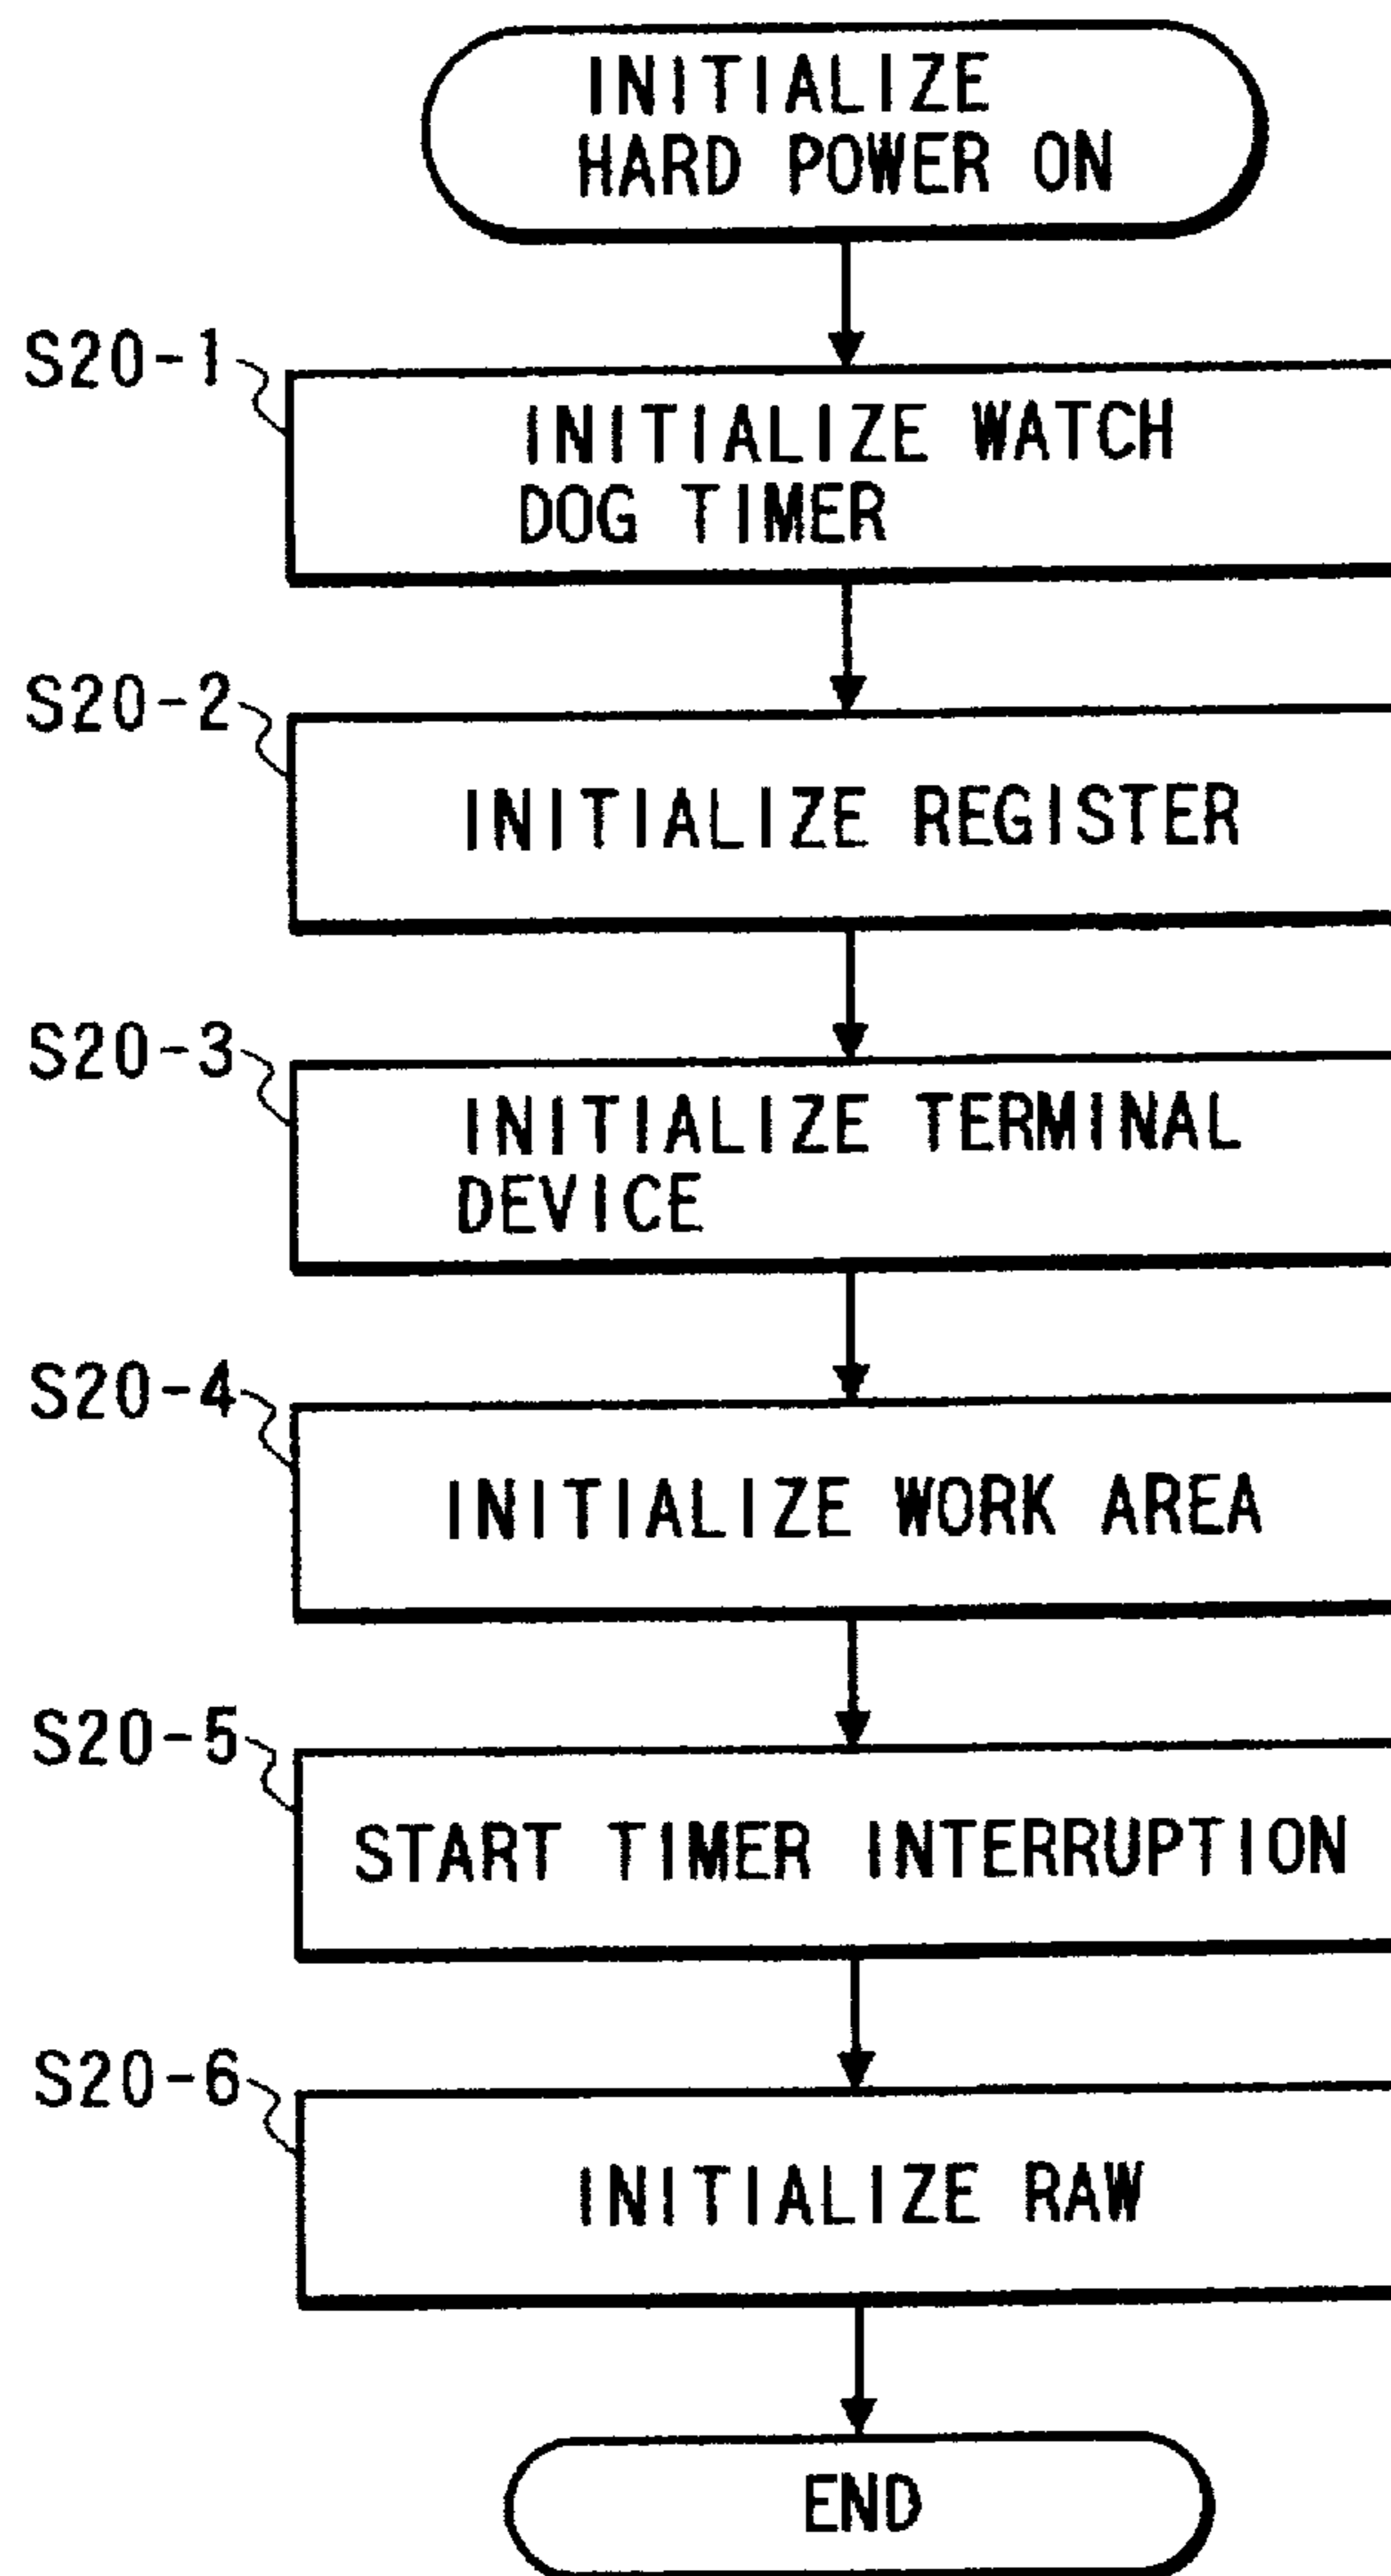 INITIALIZE
HARD POWER ON
S20-1
INITIALIZE WATCH
DOG TIMER
S20-2
INITIALIZE REGISTER
S20-3
INITIALIZE TERMINAL
DEVICE
S20-4
INITIALIZE WORK AREA
S20-5
START TIMER INTERRUPTION
S20-6
INITIALIZE RAW
END